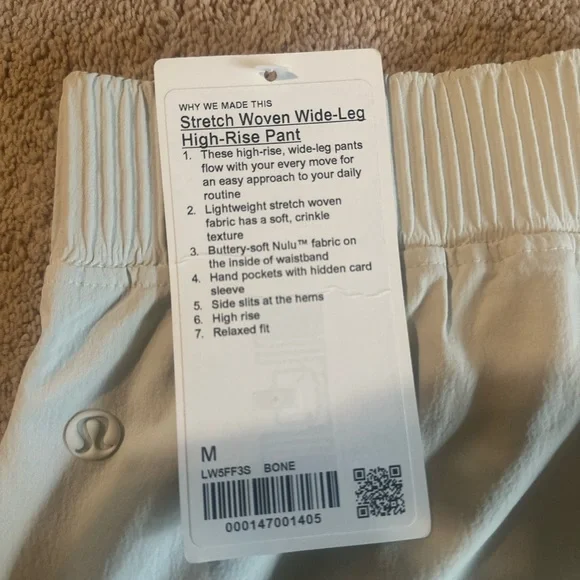 WHY WE MADE THIS
Stretch Woven Wide-Leg
High-Rise Pant
1. These high-rise, wide-leg pants
flow with your every move for
an easy approach to your daily
routine
2. Lightweight stretch woven
fabric has a soft, crinkle
texture
3. Buttery-soft Nulu™ fabric on
the inside of waistband
4. Hand pockets with hidden card
sleeve
5. Side slits at the hems
6. High rise
7. Relaxed fit
M
LW5FF3S BONE
000147001405